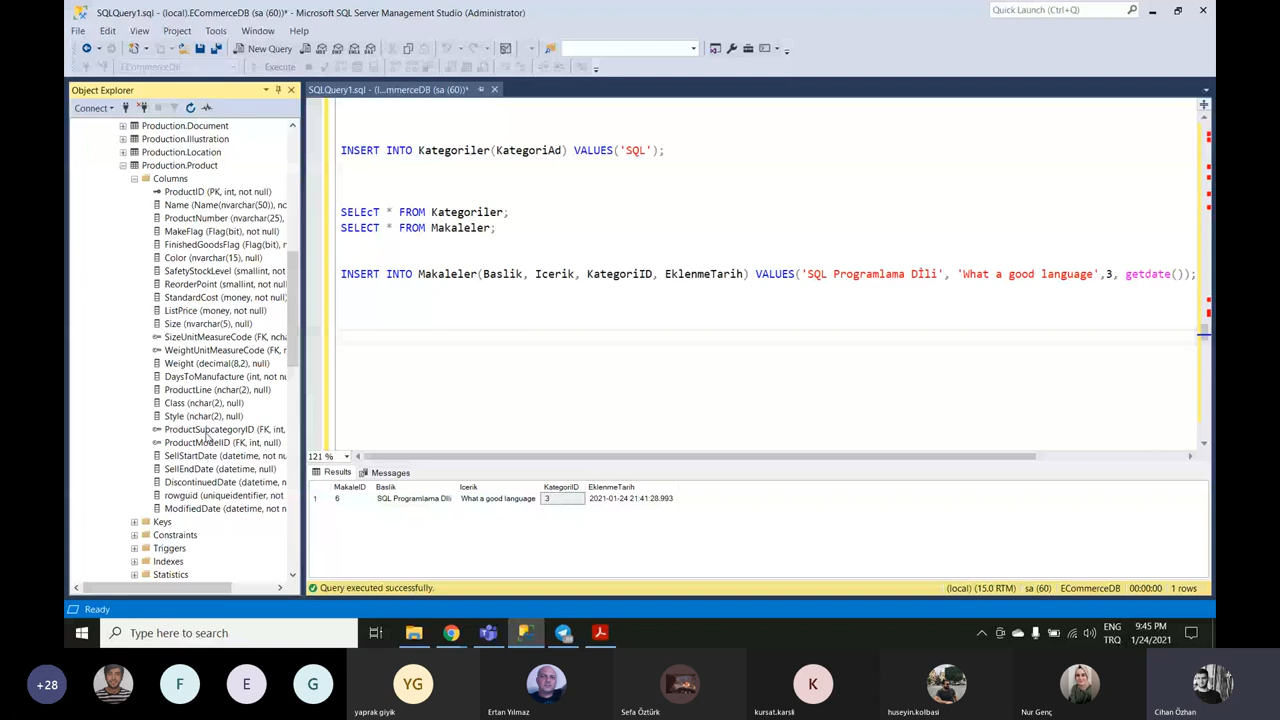 SQLQuery1.sql - (local).ECommerceDB (sa (60))* - Microsoft SQL Server Management Studio (Administrator)
Quick Launch (Ctrl+Q)
File Edit View Project Tools Window Help
New Query
ECommerceDB
Execute
Object Explorer
SQLQuery1.sql - (l...mmerceDB (sa (60))*
Connect
Production.Document
Production.Illustration
Production.Location
Production.Product
Columns
ProductID (PK, int, not null)
Name (Name(nvarchar(50)), nc
ProductNumber (nvarchar(25),
MakeFlag (Flag(bit), not null)
FinishedGoodsFlag (Flag(bit), n
Color (nvarchar(15), null)
SafetyStockLevel (smallint, not
ReorderPoint (smallint, not null
StandardCost (money, not null)
ListPrice (money, not null)
Size (nvarchar(5), null)
SizeUnitMeasureCode (FK, ncha
WeightUnitMeasureCode (FK, n
Weight (decimal(8,2), null)
DaysToManufacture (int, not nu
ProductLine (nchar(2), null)
Class (nchar(2), null)
Style (nchar(2), null)
ProductSubcategoryID (FK, int,
ProductModelID (FK, int, null)
SellStartDate (datetime, not nu
SellEndDate (datetime, null)
DiscontinuedDate (datetime, nu
rowguid (uniqueidentifier, not
ModifiedDate (datetime, not n
Keys
Constraints
Triggers
Indexes
Statistics
INSERT INTO Kategoriler(KategoriAd) VALUES('SQL');
SELEcT * FROM Kategoriler;
SELECT * FROM Makaleler;
INSERT INTO Makaleler(Baslik, Icerik, KategoriID, EklenmeTarih) VALUES('SQL Programlama Dİli', 'What a good language',3, getdate());
121 %
Results Messages
MakaleID Baslik Icerik KategoriID EklenmeTarih
1 6 SQL Programlama Dİli What a good language 3 2021-01-24 21:41:28.993
Query executed successfully. (local) (15.0 RTM) sa (60) ECommerceDB 00:00:00 1 rows
Ready
Type here to search
ENG
TRQ
9:45 PM
1/24/2021
+28
F
E
G
YG
K
yaprak giyik
Ertan Yılmaz
Sefa Öztürk
kursat.karsli
huseyin.kolbasi
Nur Genç
Cihan Özhan